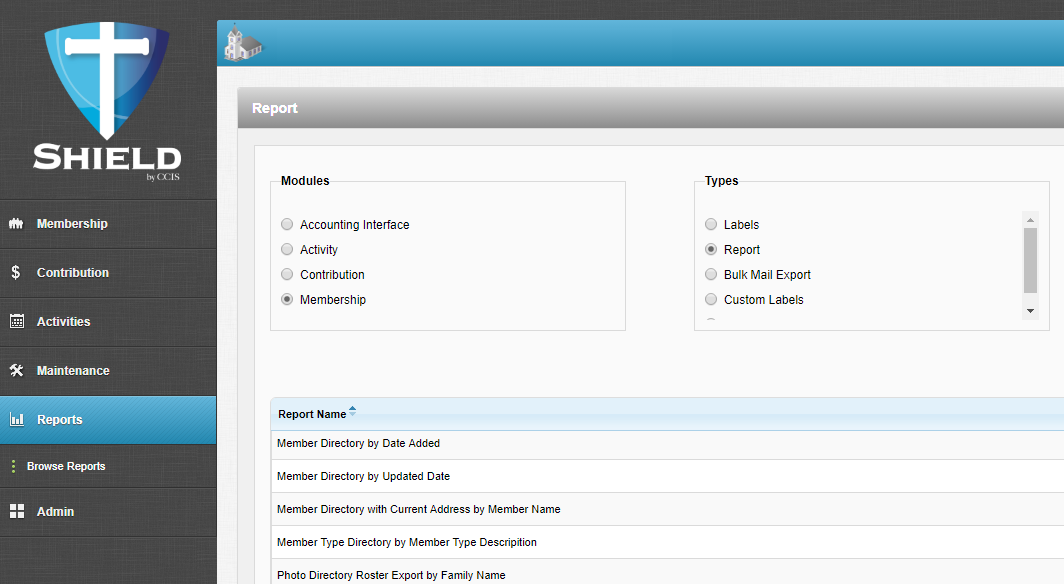 SHIELD
by CCIS
Membership
$ Contribution
Activities
Maintenance
Reports
Browse Reports
Admin
Report
Modules
Accounting Interface
Activity
Contribution
Membership
Types
Labels
Report
Bulk Mail Export
Custom Labels
Report Name
Member Directory by Date Added
Member Directory by Updated Date
Member Directory with Current Address by Member Name
Member Type Directory by Member Type Descripition
Photo Directory Roster Export by Family Name